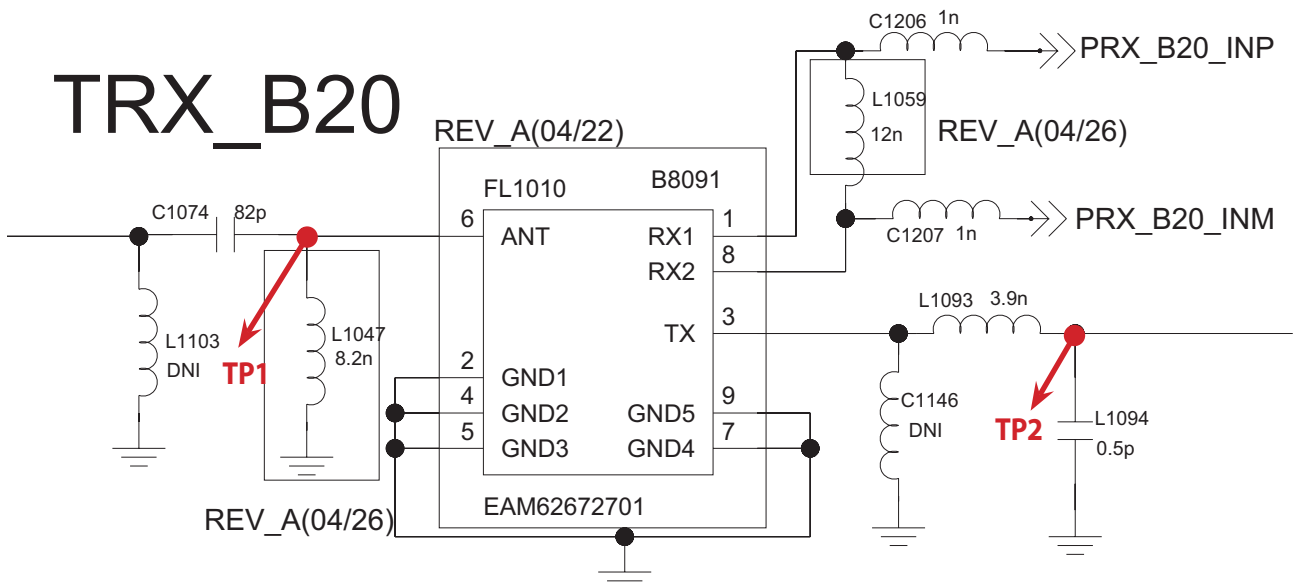 C1206 1n
PRX_B20_INP
TRX_B20
L1059
12n
REV_A(04/26)
REV_A(04/22)
FL1010 B8091
C1074 82p
6 ANT
RX1 1
RX2 8
C1207 1n
PRX_B20_INM
L1103
DNI
TP1
L1047
8.2n
TX 3
L1093 3.9n
2 GND1
4 GND2
5 GND3
GND5 9
GND4 7
C1146
DNI
TP2
L1094
0.5p
EAM62672701
REV_A(04/26)